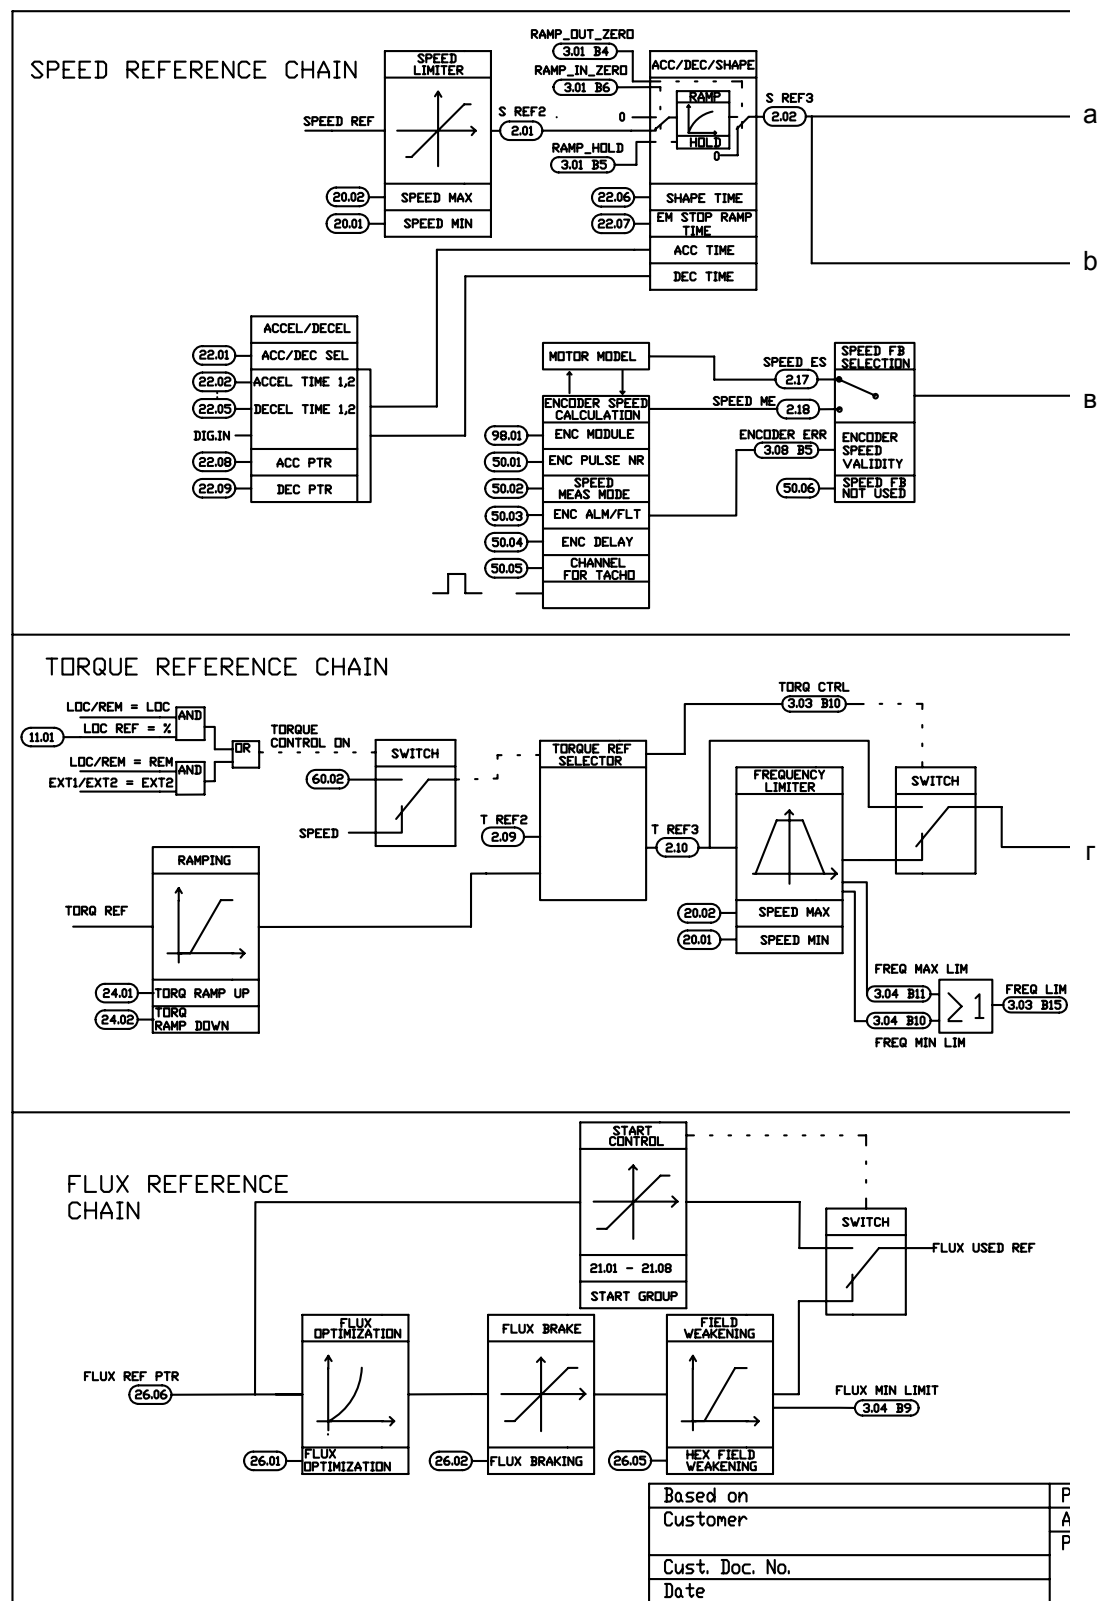 SPEED REFERENCE CHAIN
SPEED REF
SPEED
LIMITER
20.02
SPEED MAX
20.01
SPEED MIN
S REF2
2.01
RAMP_OUT_ZERO
3.01 B4
RAMP_IN_ZERO
3.01 B6
0
RAMP_HOLD
3.01 B5
ACC/DEC/SHAPE
RAMP
HOLD
0
22.06
SHAPE TIME
22.07
EM STOP RAMP
TIME
ACC TIME
DEC TIME
S REF3
2.02
a
b
ACCEL/DECEL
22.01
ACC/DEC SEL
22.02
ACCEL TIME 1,2
22.05
DECEL TIME 1,2
DIG.IN
22.08
ACC PTR
22.09
DEC PTR
MOTOR MODEL
ENCODER SPEED
CALCULATION
98.01
ENC MODULE
50.01
ENC PULSE NR
50.02
SPEED
MEAS MODE
50.03
ENC ALM/FLT
50.04
ENC DELAY
50.05
CHANNEL
FOR TACHO
SPEED ES
2.17
SPEED ME
2.18
ENCODER ERR
3.08 B5
50.06
SPEED FB
SELECTION
ENCODER
SPEED
VALIDITY
SPEED FB
NOT USED
в
TORQUE REFERENCE CHAIN
LOC/REM = LOC
11.01
LOC REF = %
AND
LOC/REM = REM
EXT1/EXT2 = EXT2
AND
OR
TORQUE
CONTROL ON
SWITCH
60.02
SPEED
TORQ REF
RAMPING
24.01
TORQ RAMP UP
24.02
TORQ
RAMP DOWN
T REF2
2.09
TORQUE REF
SELECTOR
T REF3
2.10
TORQ CTRL
3.03 B10
FREQUENCY
LIMITER
20.02
SPEED MAX
20.01
SPEED MIN
SWITCH
г
FREQ MAX LIM
3.04 B11
3.04 B10
FREQ MIN LIM
≥1
FREQ LIM
3.03 B15
FLUX REFERENCE
CHAIN
START
CONTROL
21.01 - 21.08
START GROUP
SWITCH
FLUX USED REF
FLUX REF PTR
26.06
FLUX
OPTIMIZATION
26.01
FLUX
OPTIMIZATION
FLUX BRAKE
26.02
FLUX BRAKING
FIELD
WEAKENING
26.05
HEX FIELD
WEAKENING
FLUX MIN LIMIT
3.04 B9
Based on
P
Customer
A
P
Cust. Doc. No.
Date